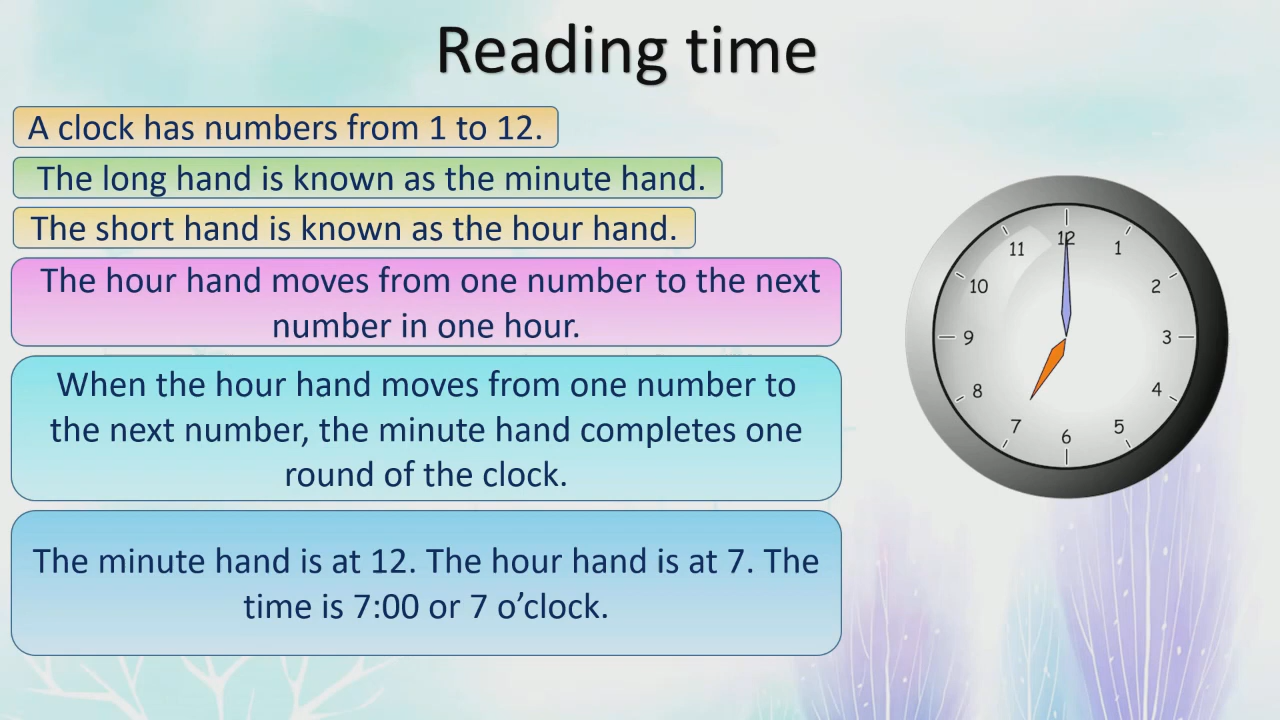 Reading time
A clock has numbers from 1 to 12.
The long hand is known as the minute hand.
The short hand is known as the hour hand.
The hour hand moves from one number to the next
number in one hour.
When the hour hand moves from one number to
the next number, the minute hand completes one
round of the clock.
The minute hand is at 12. The hour hand is at 7. The
time is 7:00 or 7 o’clock.
12
11 1
10 2
9 3
8 4
7 5
6